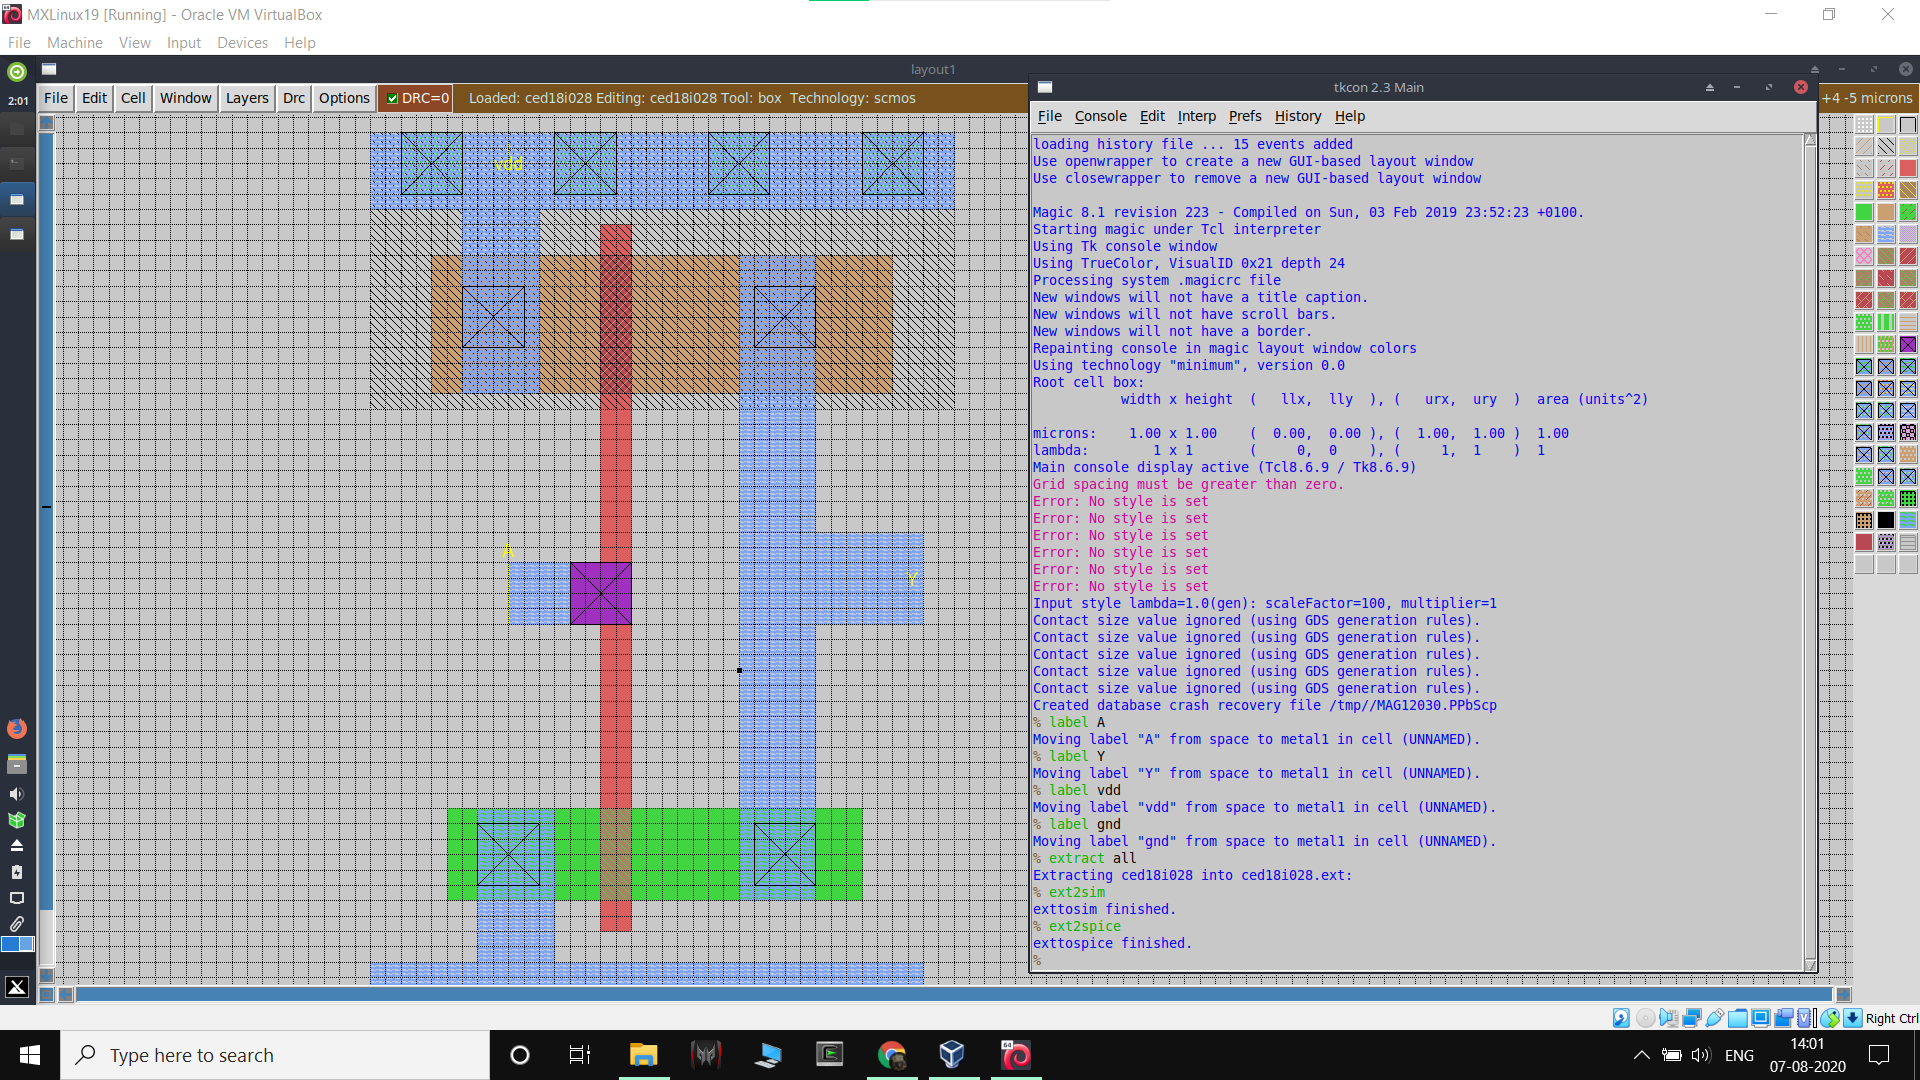 MXLinux19 [Running] - Oracle VM VirtualBox
File Machine View Input Devices Help
2:01
layout1
File Edit Cell Window Layers Drc Options DRC=0 Loaded: ced18i028 Editing: ced18i028 Tool: box Technology: scmos
+4 -5 microns
vdd
A
Y
tkcon 2.3 Main
File Console Edit Interp Prefs History Help
loading history file ... 15 events added
Use openwrapper to create a new GUI-based layout window
Use closewrapper to remove a new GUI-based layout window
Magic 8.1 revision 223 - Compiled on Sun, 03 Feb 2019 23:52:23 +0100.
Starting magic under Tcl interpreter
Using Tk console window
Using TrueColor, VisualID 0x21 depth 24
Processing system .magicrc file
New windows will not have a title caption.
New windows will not have scroll bars.
New windows will not have a border.
Repainting console in magic layout window colors
Using technology "minimum", version 0.0
Root cell box:
width x height ( llx, lly ), ( urx, ury ) area (units^2)
microns: 1.00 x 1.00 ( 0.00, 0.00 ), ( 1.00, 1.00 ) 1.00
lambda: 1 x 1 ( 0, 0 ), ( 1, 1 ) 1
Main console display active (Tcl8.6.9 / Tk8.6.9)
Grid spacing must be greater than zero.
Error: No style is set
Error: No style is set
Error: No style is set
Error: No style is set
Error: No style is set
Error: No style is set
Input style lambda=1.0(gen): scaleFactor=100, multiplier=1
Contact size value ignored (using GDS generation rules).
Contact size value ignored (using GDS generation rules).
Contact size value ignored (using GDS generation rules).
Contact size value ignored (using GDS generation rules).
Contact size value ignored (using GDS generation rules).
Created database crash recovery file /tmp//MAG12030.PPbScp
% label A
Moving label "A" from space to metal1 in cell (UNNAMED).
% label Y
Moving label "Y" from space to metal1 in cell (UNNAMED).
% label vdd
Moving label "vdd" from space to metal1 in cell (UNNAMED).
% label gnd
Moving label "gnd" from space to metal1 in cell (UNNAMED).
% extract all
Extracting ced18i028 into ced18i028.ext:
% ext2sim
exttosim finished.
% ext2spice
exttospice finished.
%
Right Ctrl
Type here to search
64
ENG
14:01
07-08-2020